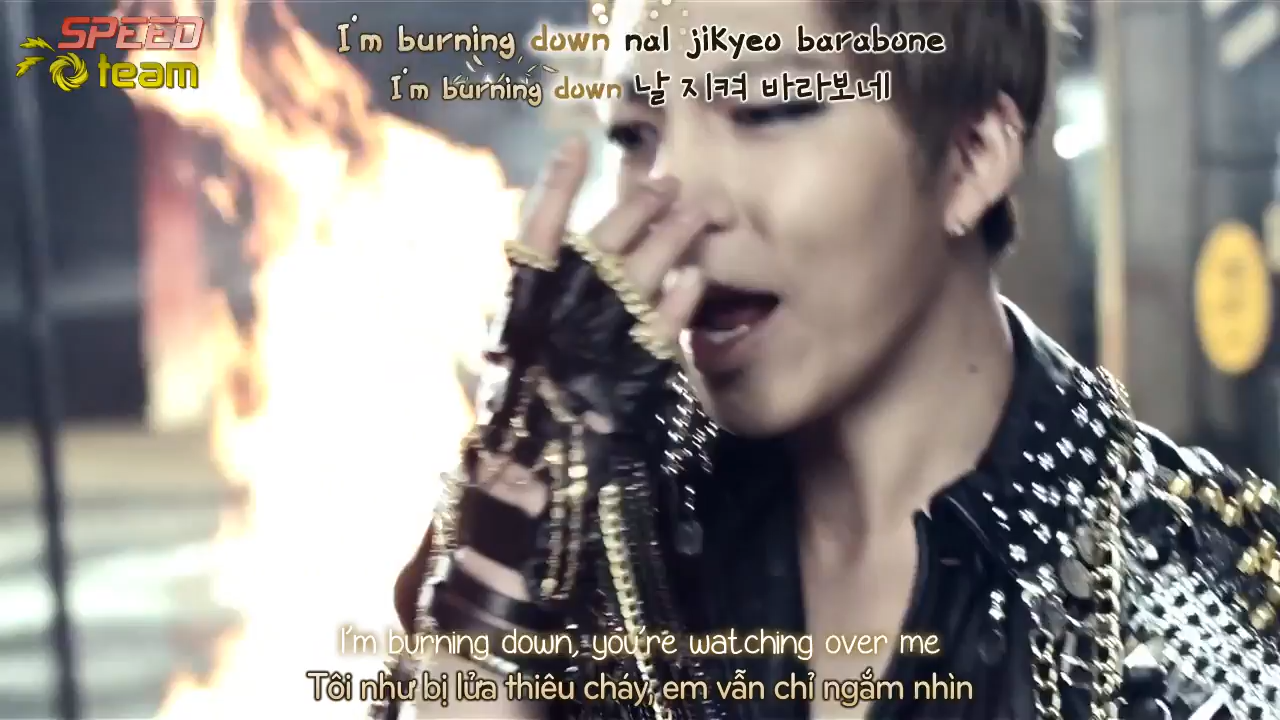 SPEED
team
I'm burning down nal jiKyeo barabone
I'm burning down 날 지켜 바라보네
I'm burning down, you're watching over me
Tôi như bị lửa thiêu cháy, em vẫn chỉ ngắm nhìn